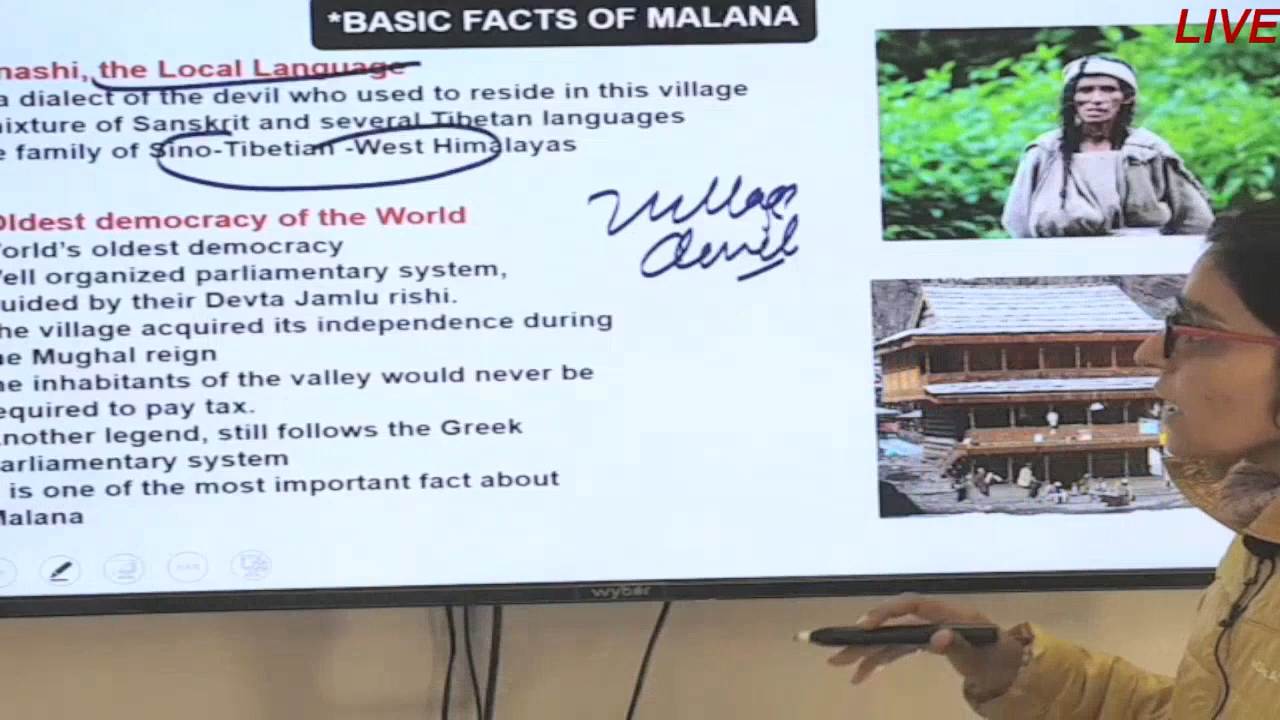 *BASIC FACTS OF MALANA
LIVE
nashi, the Local Language
a dialect of the devil who used to reside in this village
ixture of Sanskrit and several Tibetan languages
e family of Sino-Tibetian -West Himalayas
Oldest democracy of the World
orld's oldest democracy
ell organized parliamentary system,
uided by their Devta Jamlu rishi.
he village acquired its independence during
he Mughal reign
he inhabitants of the valley would never be
equired to pay tax.
nother legend, still follows the Greek
arliamentary system
is one of the most important fact about
Malana
Village
devil
wybor